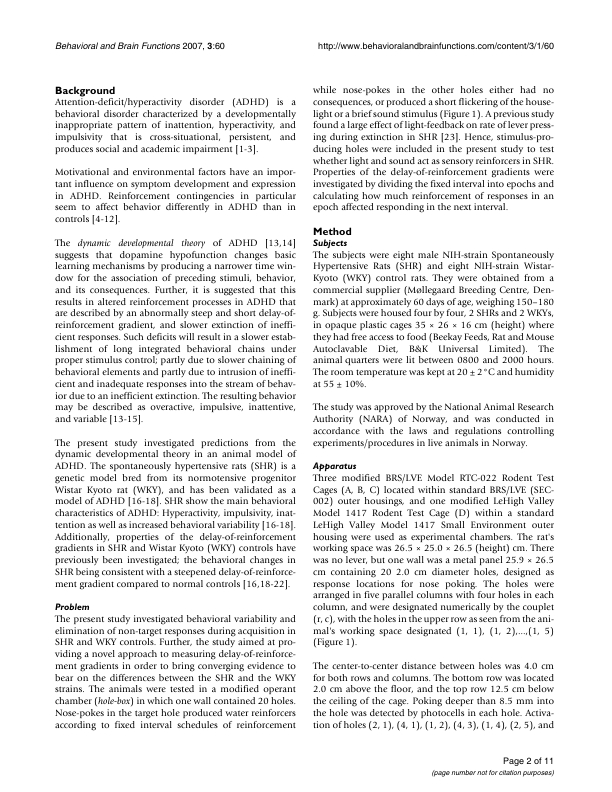 Behavioral and Brain Functions 2007, 3:60
http://www.behavioralandbrainfunctions.com/content/3/1/60
Background
Attention-deficit/hyperactivity disorder (ADHD) is a
behavioral disorder characterized by a developmentally
inappropriate pattern of inattention, hyperactivity, and
impulsivity that is cross-situational, persistent, and
produces social and academic impairment [1-3].
Motivational and environmental factors have an impor-
tant influence on symptom development and expression
in ADHD. Reinforcement contingencies in particular
seem to affect behavior differently in ADHD than in
controls [4-12].
The dynamic developmental theory of ADHD [13,14]
suggests that dopamine hypofunction changes basic
learning mechanisms by producing a narrower time win-
dow for the association of preceding stimuli, behavior,
and its consequences. Further, it is suggested that this
results in altered reinforcement processes in ADHD that
are described by an abnormally steep and short delay-of-
reinforcement gradient, and slower extinction of ineffi-
cient responses. Such deficits will result in a slower estab-
lishment of long integrated behavioral chains under
proper stimulus control; partly due to slower chaining of
behavioral elements and partly due to intrusion of ineffi-
cient and inadequate responses into the stream of behav-
ior due to an inefficient extinction. The resulting behavior
may be described as overactive, impulsive, inattentive,
and variable [13-15].
The present study investigated predictions from the
dynamic developmental theory in an animal model of
ADHD. The spontaneously hypertensive rats (SHR) is a
genetic model bred from its normotensive progenitor
Wistar Kyoto rat (WKY), and has been validated as a
model of ADHD [16-18]. SHR show the main behavioral
characteristics of ADHD: Hyperactivity, impulsivity, inat-
tention as well as increased behavioral variability [16-18].
Additionally, properties of the delay-of-reinforcement
gradients in SHR and Wistar Kyoto (WKY) controls have
previously been investigated; the behavioral changes in
SHR being consistent with a steepened delay-of-reinforce-
ment gradient compared to normal controls [16,18-22].
Problem
The present study investigated behavioral variability and
elimination of non-target responses during acquisition in
SHR and WKY controls. Further, the study aimed at pro-
viding a novel approach to measuring delay-of-reinforce-
ment gradients in order to bring converging evidence to
bear on the differences between the SHR and the WKY
strains. The animals were tested in a modified operant
chamber (hole-box) in which one wall contained 20 holes.
Nose-pokes in the target hole produced water reinforcers
according to fixed interval schedules of reinforcement
while nose-pokes in the other holes either had no
consequences, or produced a short flickering of the house-
light or a brief sound stimulus (Figure 1). A previous study
found a large effect of light-feedback on rate of lever press-
ing during extinction in SHR [23]. Hence, stimulus-pro-
ducing holes were included in the present study to test
whether light and sound act as sensory reinforcers in SHR.
Properties of the delay-of-reinforcement gradients were
investigated by dividing the fixed interval into epochs and
calculating how much reinforcement of responses in an
epoch affected responding in the next interval.
Method
Subjects
The subjects were eight male NIH-strain Spontaneously
Hypertensive Rats (SHR) and eight NIH-strain Wistar-
Kyoto (WKY) control rats. They were obtained from a
commercial supplier (Møllegaard Breeding Centre, Den-
mark) at approximately 60 days of age, weighing 150–180
g. Subjects were housed four by four, 2 SHRs and 2 WKYs,
in opaque plastic cages 35 × 26 × 16 cm (height) where
they had free access to food (Beekay Feeds, Rat and Mouse
Autoclavable Diet, B&K Universal Limited). The
animal quarters were lit between 0800 and 2000 hours.
The room temperature was kept at 20 ± 2°C and humidity
at 55 ± 10%.
The study was approved by the National Animal Research
Authority (NARA) of Norway, and was conducted in
accordance with the laws and regulations controlling
experiments/procedures in live animals in Norway.
Apparatus
Three modified BRS/LVE Model RTC-022 Rodent Test
Cages (A, B, C) located within standard BRS/LVE (SEC-
002) outer housings, and one modified LeHigh Valley
Model 1417 Rodent Test Cage (D) within a standard
LeHigh Valley Model 1417 Small Environment outer
housing were used as experimental chambers. The rat's
working space was 26.5 × 25.0 × 26.5 (height) cm. There
was no lever, but one wall was a metal panel 25.9 × 26.5
cm containing 20 2.0 cm diameter holes, designed as
response locations for nose poking. The holes were
arranged in five parallel columns with four holes in each
column, and were designated numerically by the couplet
(r, c), with the holes in the upper row as seen from the ani-
mal's working space designated (1, 1), (1, 2),...,(1, 5)
(Figure 1).
The center-to-center distance between holes was 4.0 cm
for both rows and columns. The bottom row was located
2.0 cm above the floor, and the top row 12.5 cm below
the ceiling of the cage. Poking deeper than 8.5 mm into
the hole was detected by photocells in each hole. Activa-
tion of holes (2, 1), (4, 1), (1, 2), (4, 3), (1, 4), (2, 5), and
Page 2 of 11
(page number not for citation purposes)